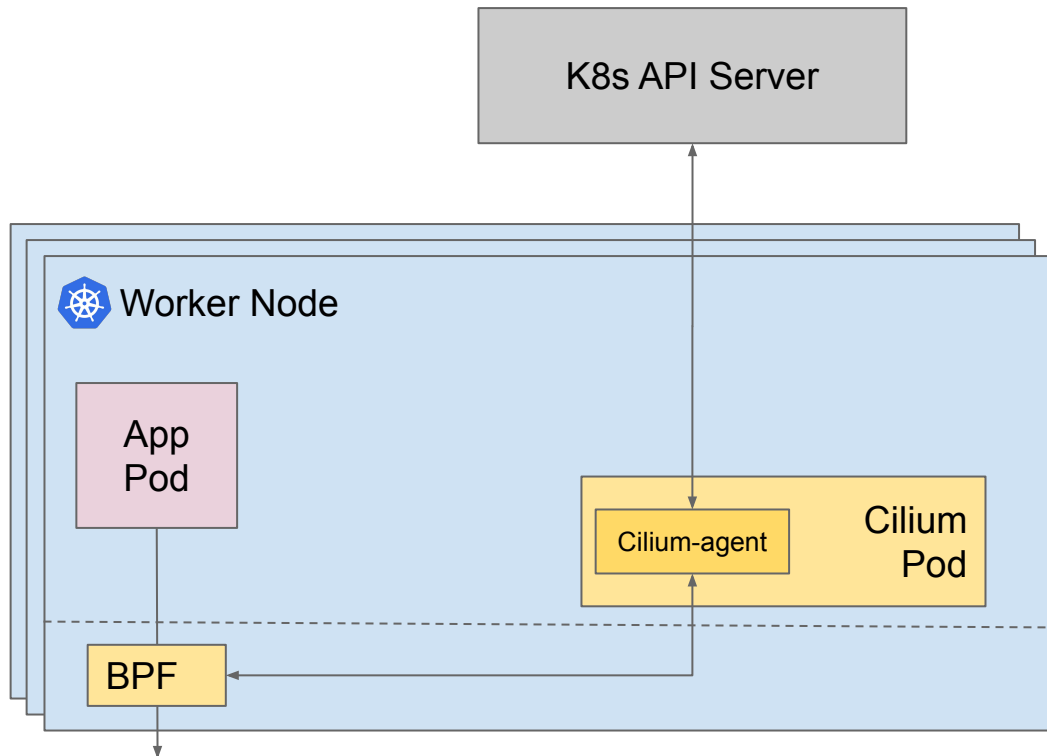 K8s API Server
Worker Node
App
Pod
Cilium-agent
Cilium
Pod
BPF